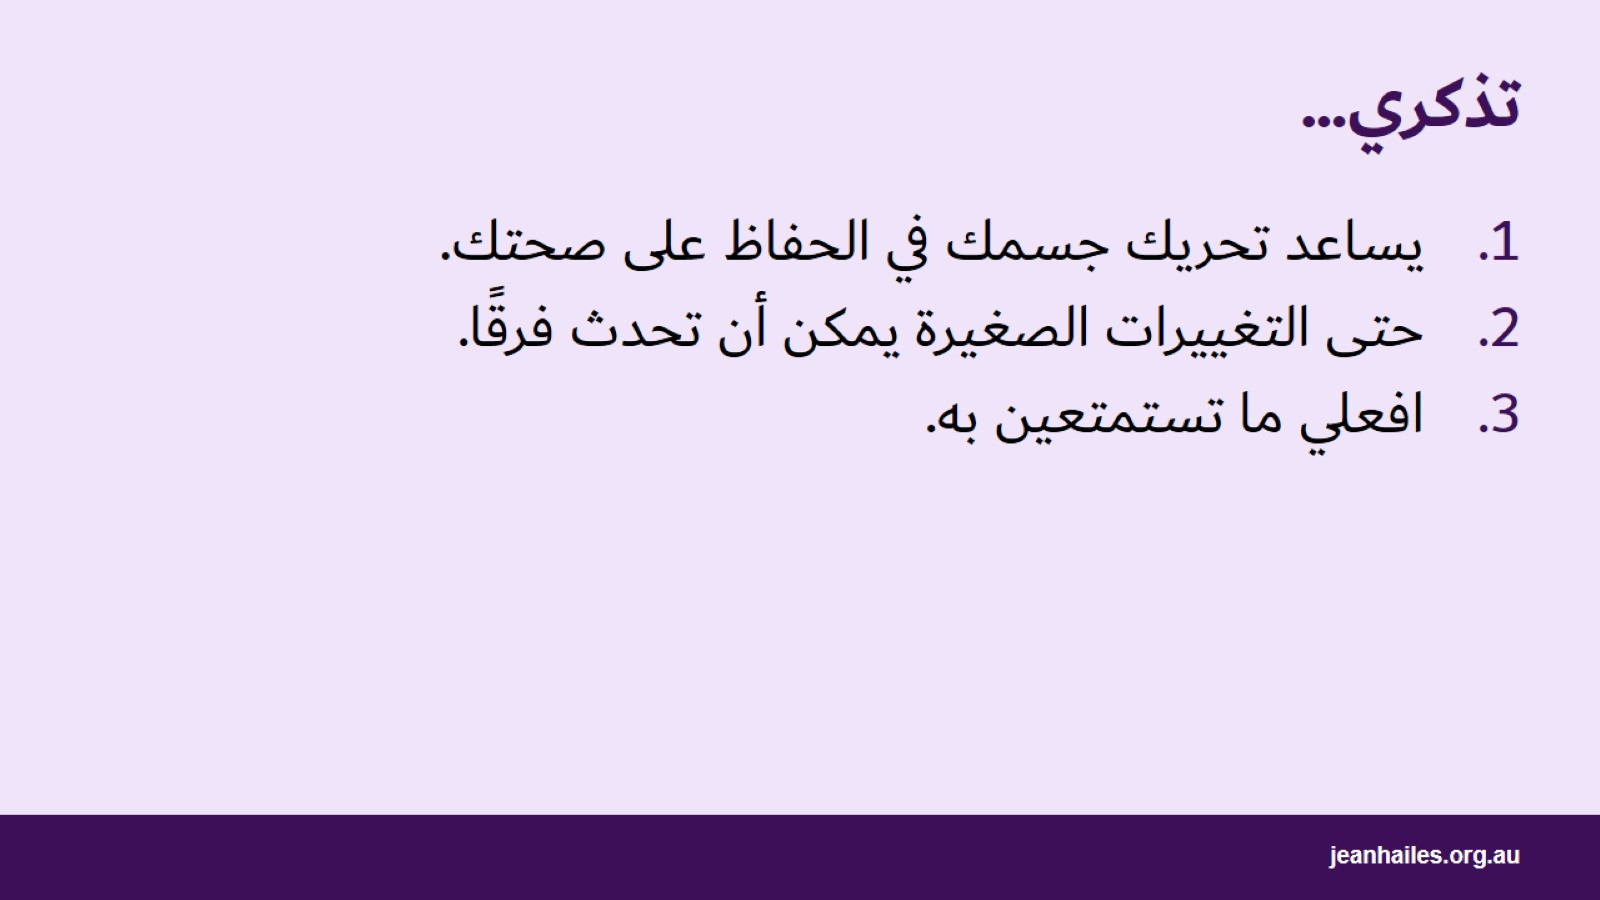 تذكري...
1. يساعد تحريك جسمك في الحفاظ على صحتك.
2. حتى التغييرات الصغيرة يمكن أن تحدث فرقًا.
3. افعلي ما تستمتعين به.
jeanhailes.org.au